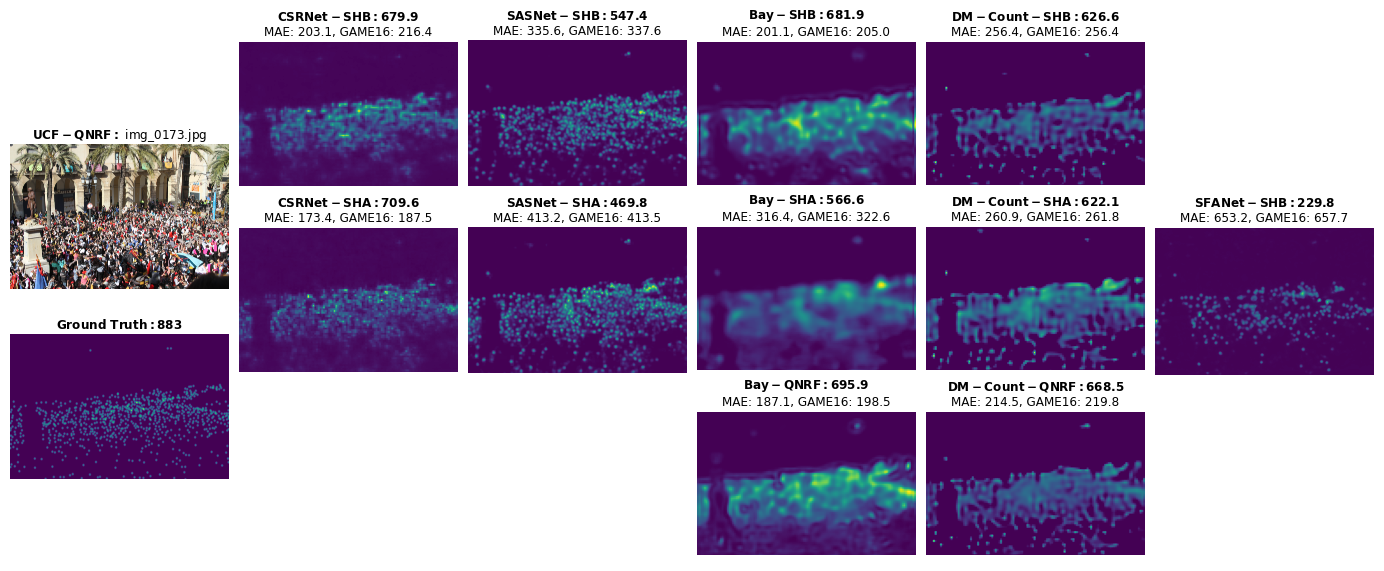 UCF − QNRF : img_0173.jpg
Ground Truth : 883
CSRNet − SHB : 679.9
MAE: 203.1, GAME16: 216.4
SASNet − SHB : 547.4
MAE: 335.6, GAME16: 337.6
Bay − SHB : 681.9
MAE: 201.1, GAME16: 205.0
DM − Count − SHB : 626.6
MAE: 256.4, GAME16: 256.4
CSRNet − SHA : 709.6
MAE: 173.4, GAME16: 187.5
SASNet − SHA : 469.8
MAE: 413.2, GAME16: 413.5
Bay − SHA : 566.6
MAE: 316.4, GAME16: 322.6
DM − Count − SHA : 622.1
MAE: 260.9, GAME16: 261.8
SFANet − SHB : 229.8
MAE: 653.2, GAME16: 657.7
Bay − QNRF : 695.9
MAE: 187.1, GAME16: 198.5
DM − Count − QNRF : 668.5
MAE: 214.5, GAME16: 219.8